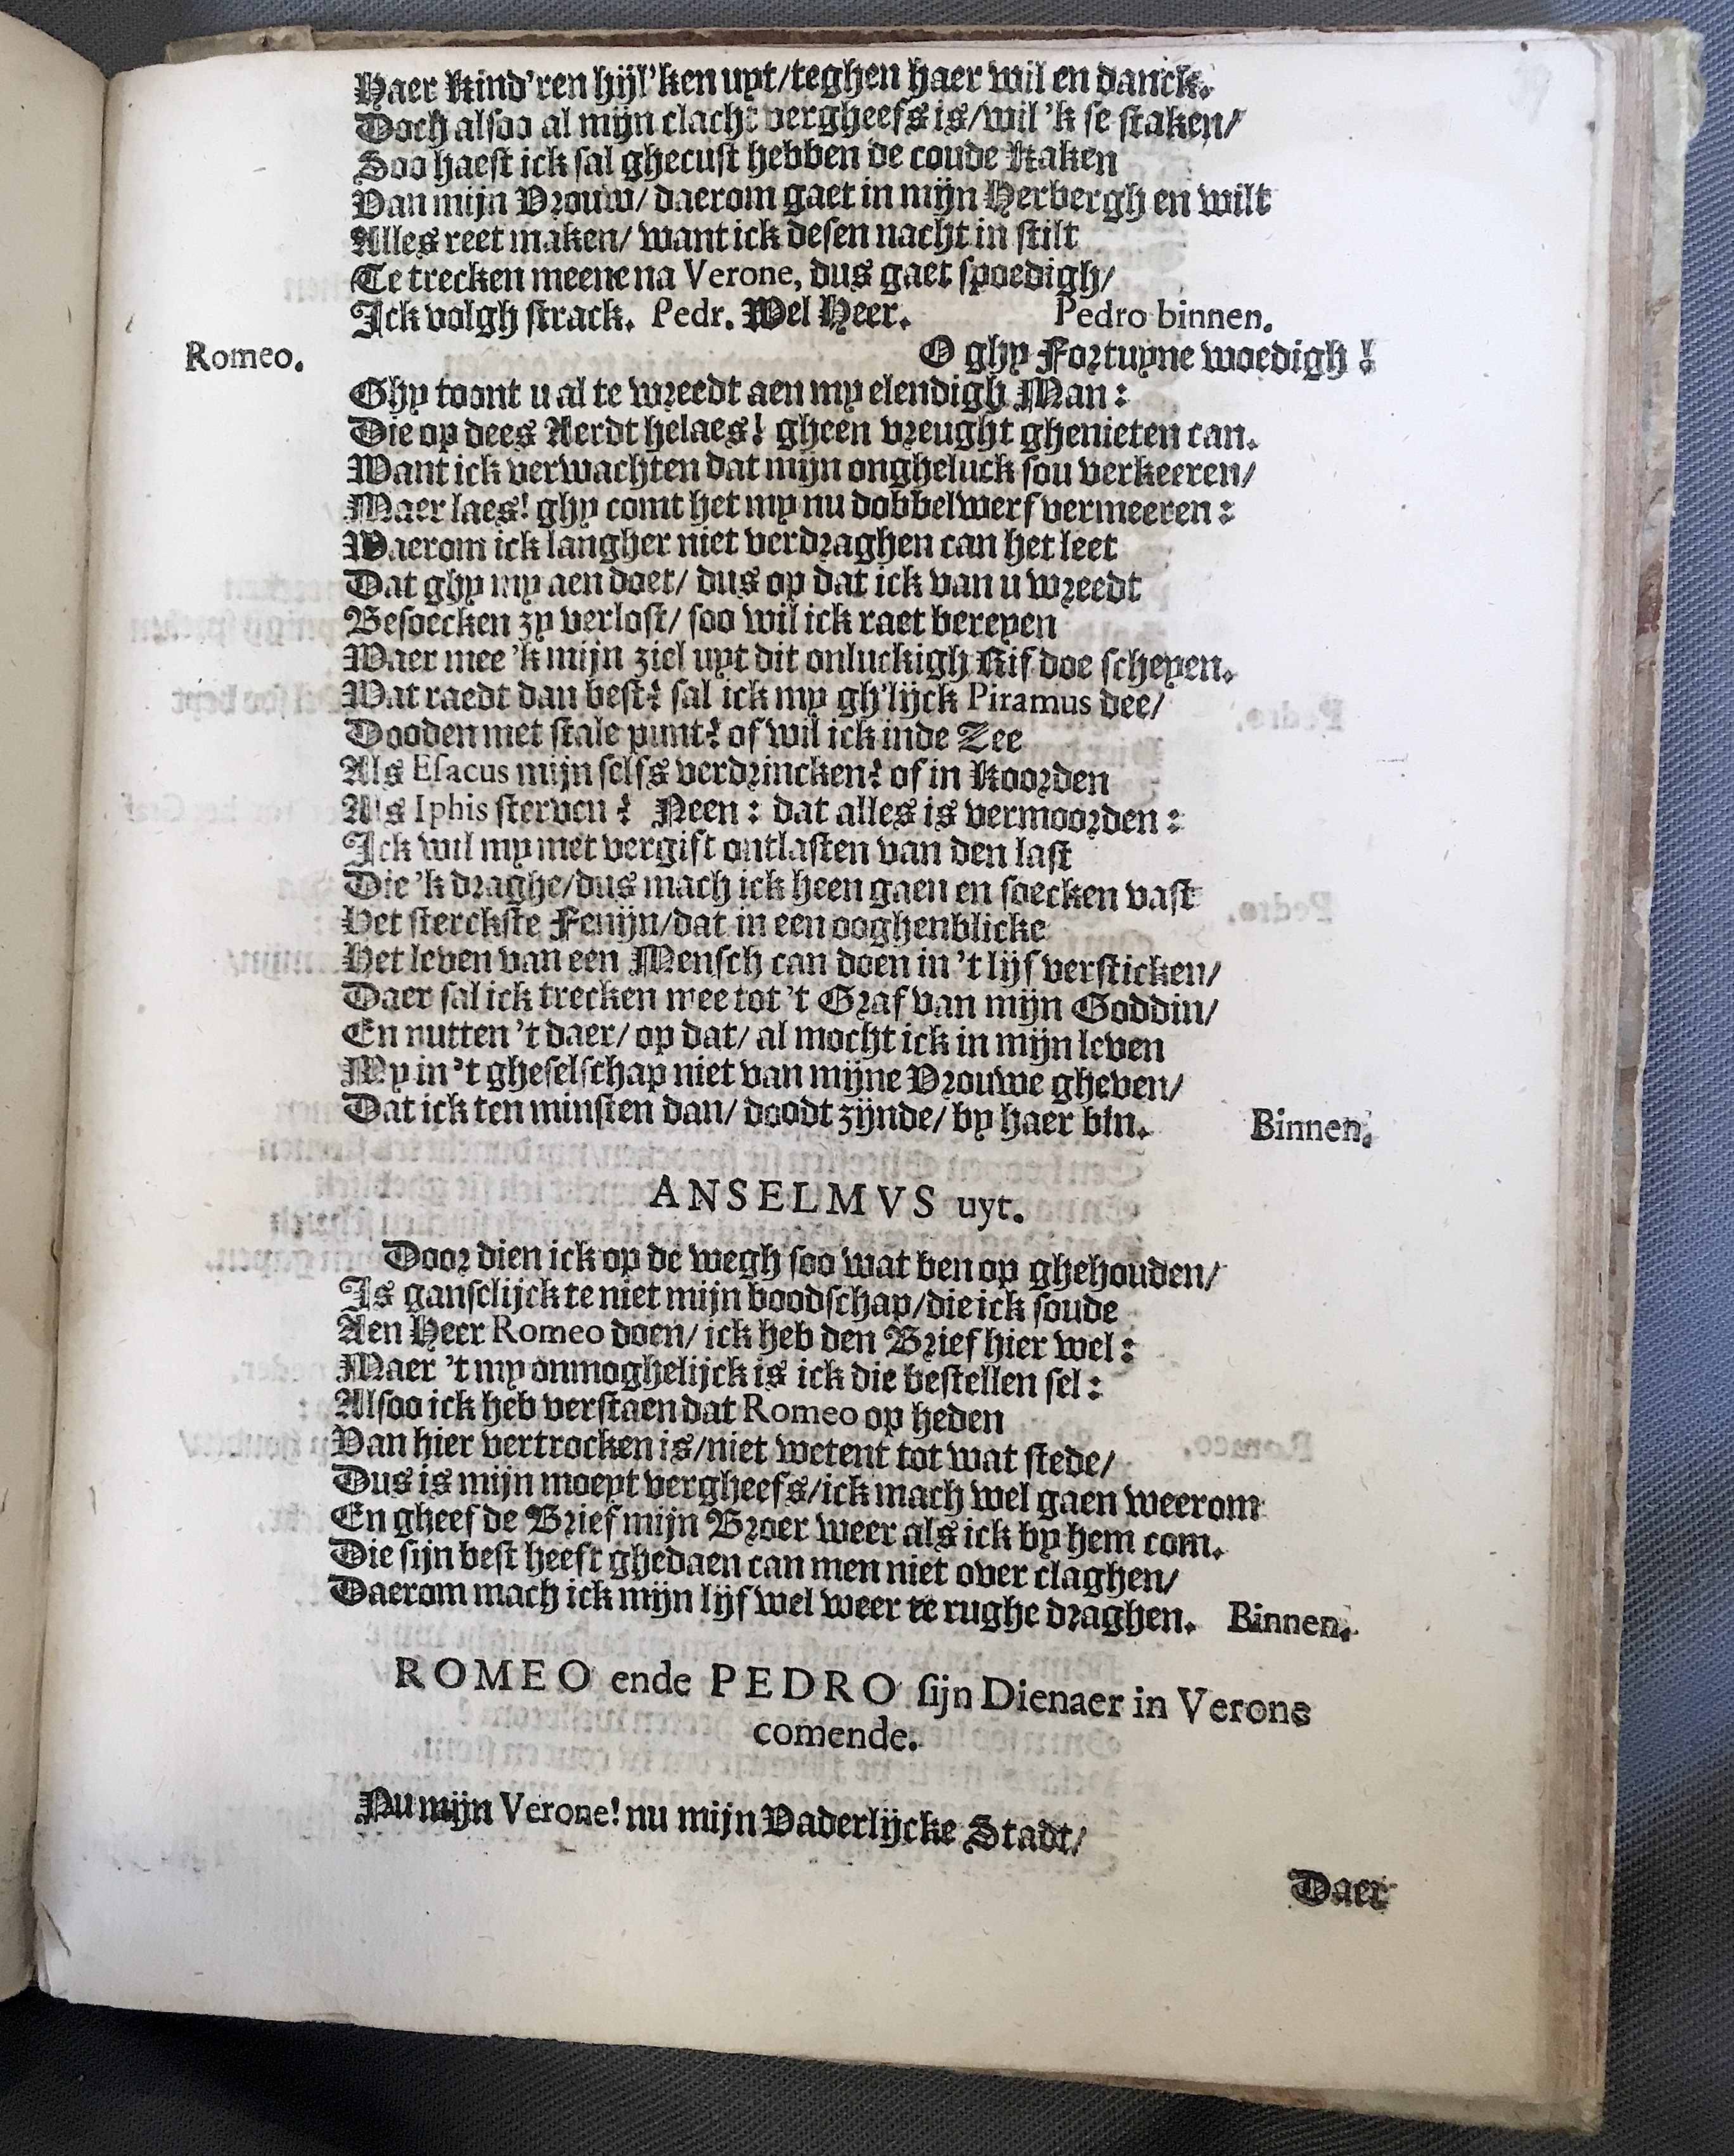 Haer kind'ren hijl'ken uyt/teghen haer wil en danck.
Doch alsoo al mijn clacht vergheefs is/wil 'k se staken/
Soo haest ick sal ghecust hebben de coude kaken
Van mijn Vrouw/ daerom gaet in mijn Herbergh en wilt
Alles reet maken/ want ick desen nacht in stilt
Te trecken meene na Verone, dus gaet spoedigh/
Ick volgh strack. Pedr. Wel Heer. Pedro binnen.
Romeo. O ghy Fortuyne woedigh!
Ghy toont u al te wreedt aen my elendigh Man:
Die op dees Aerdt helaes! gheen vreught ghenieten can.
Want ick verwachten dat mijn ongheluck sou verkeeren/
Maer laes! ghy comt het my nu dobbelwerf vermeeren:
Waerom ick langher niet verdraghen can het leet
Dat ghy my aen doet/ dus op dat ick van u wreedt
Besoecken zy verlost/ soo wil ick raet bereyen
Waer mee 'k mijn ziel uyt dit onluckigh Rif doe scheyen.
Wat raedt dan best? sal ick my gh'lijck Piramus dee/
Dooden met stale punt? of wil ick inde Zee
Als Esacus mijn selfs verdrincken? of in koorden
Als Iphis sterven? Neen: dat alles is vermoorden:
Ick wil my met vergift ontlasten van den last
Die 'k draghe/dus mach ick heen gaen en soecken vast
Het sterckste Fenijn/dat in een ooghenblicke
Het leven van een Mensch can doen in 't lijf versticken/
Daer sal ick trecken mee tot 't Graf van mijn Goddin/
En nutten 't daer/ op dat/ al mocht ick in mijn leven
My in 't gheselschap niet van mijne Vrouwe gheven/
Dat ick ten minsten dan/ doodt zijnde/ by haer bin. Binnen.
ANSELMVS uyt.
Door dien ick op de wegh soo wat ben op ghehouden/
Is ganschlijck te niet mijn boodschap/die ick soude
Aen Heer Romeo doen/ ick heb den Brief hier wel:
Maer 't my onmoghelijck is ick die bestellen sel:
Alsoo ick heb verstaen dat Romeo op heden
Van hier vertrocken is/niet wetent tot wat stede/
Dus is mijn moeyt vergheefs/ick mach wel gaen weerom
En gheef de Brief mijn Broer weer als ick by hem com.
Die sijn best heeft ghedaen can men niet over claghen/
Daerom mach ick mijn lijf wel weer te rughe draghen. Binnen.
ROMEO ende PEDRO sijn Dienaer in Verone
comende.
Nu mijn Verone! nu mijn Vaderlijcke Stadt/
Daer